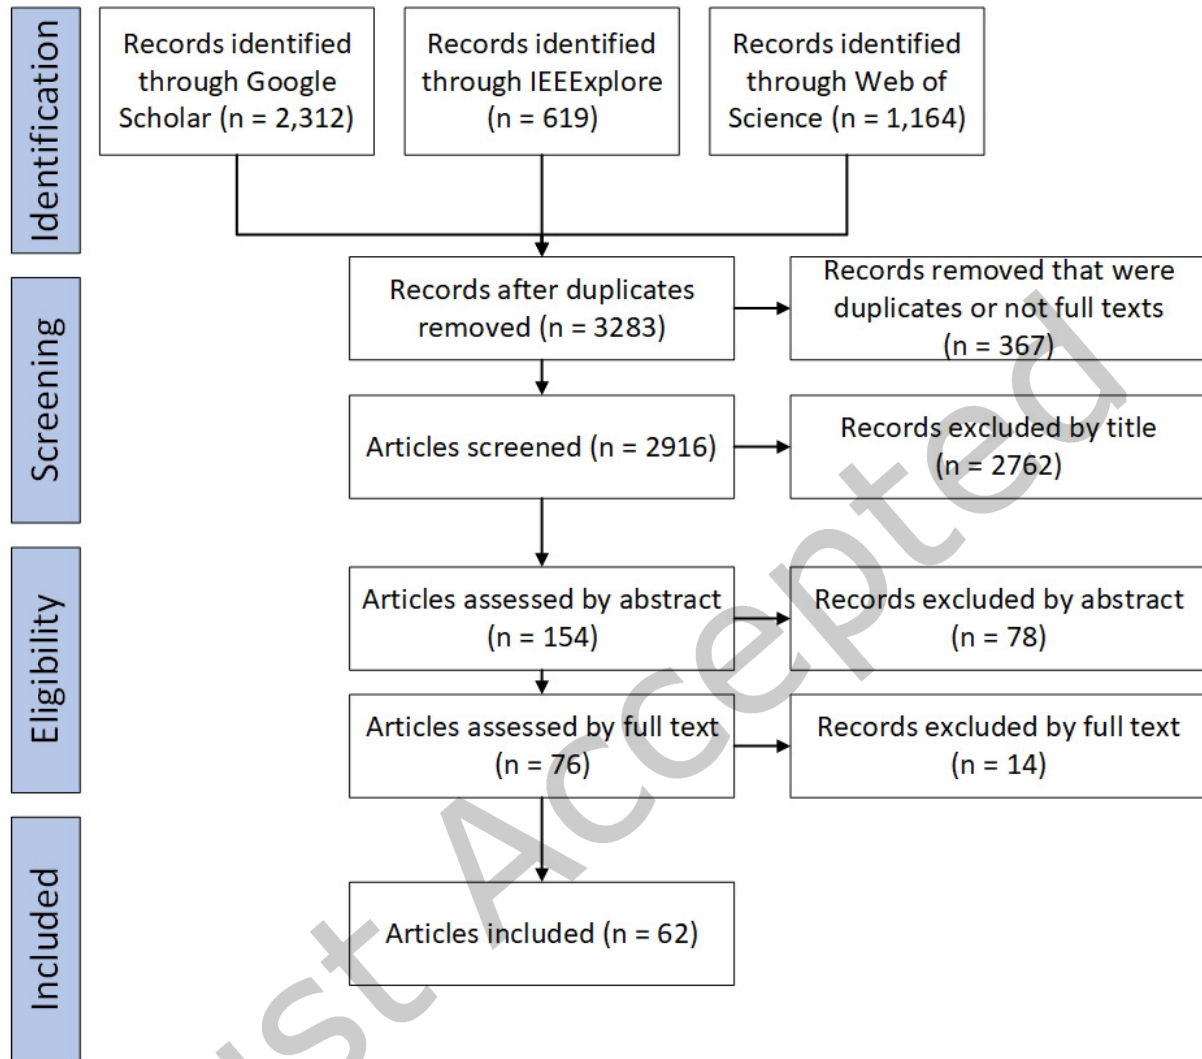 Identification
Records identified
through Google
Scholar (n = 2,312)
Records identified
through IEEExplore
(n = 619)
Records identified
through Web of
Science (n = 1,164)
Screening
Records after duplicates
removed (n = 3283)
Records removed that were
duplicates or not full texts
(n = 367)
Articles screened (n = 2916)
Records excluded by title
(n = 2762)
Eligibility
Articles assessed by abstract
(n = 154)
Records excluded by abstract
(n = 78)
Articles assessed by full text
(n = 76)
Records excluded by full text
(n = 14)
Included
Articles included (n = 62)
ust Accepted